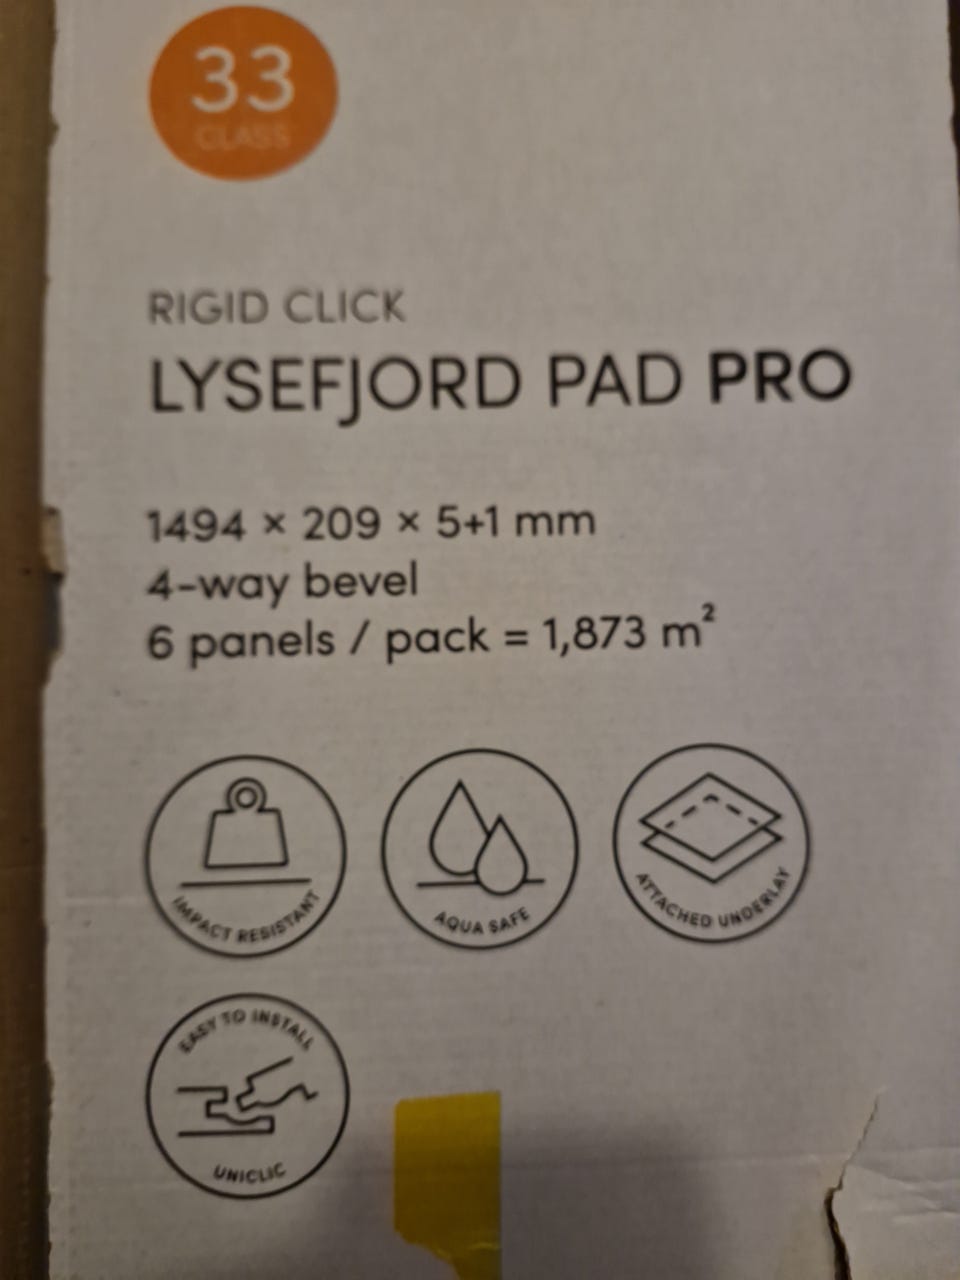 33
CLASS
RIGID CLICK
LYSEFJORD PAD PRO
1494 × 209 × 5+1 mm
4-way bevel
6 panels / pack = 1,873 m²
IMPACT RESISTANT
AQUA SAFE
ATTACHED UNDERLAY
EASY TO INSTALL
UNICLIC